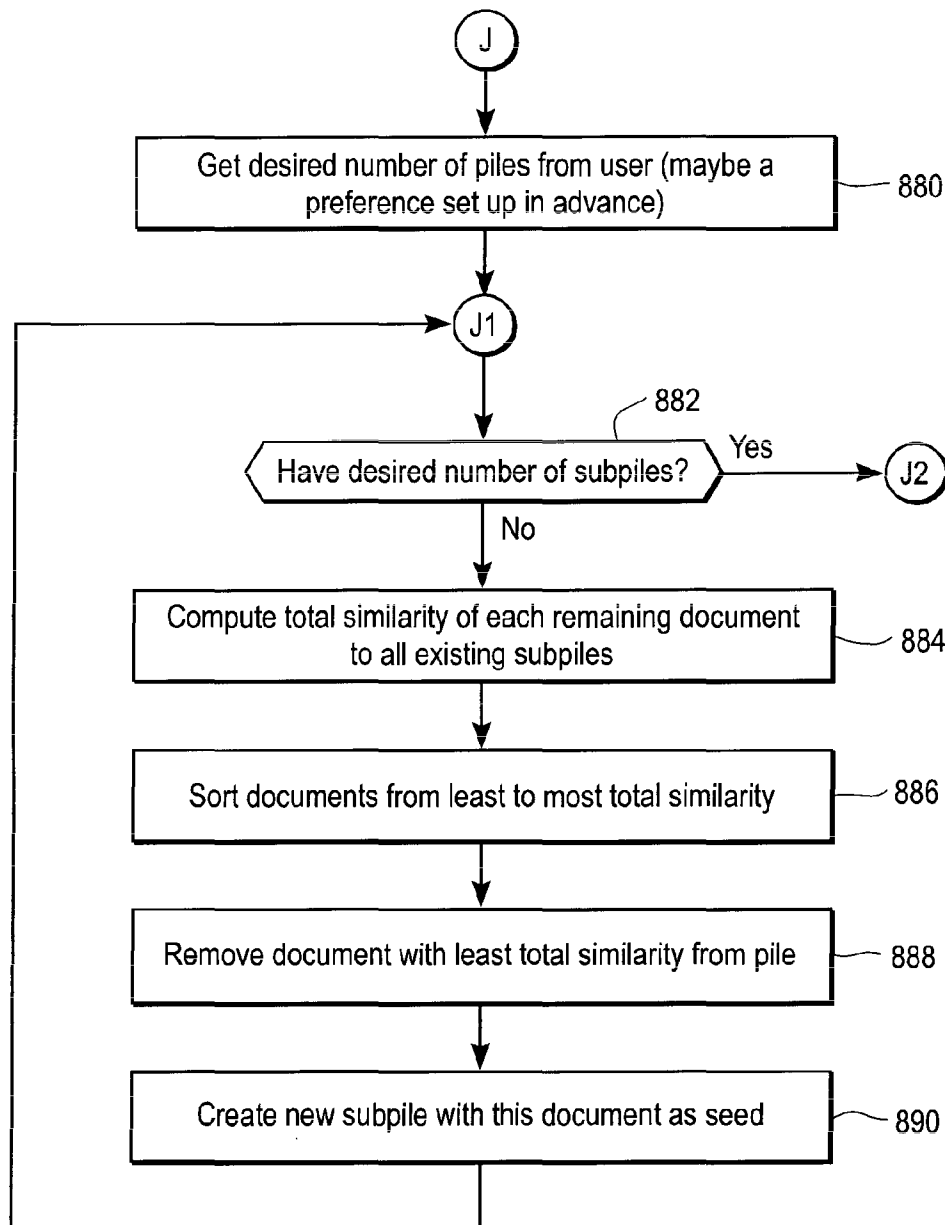 J
Get desired number of piles from user (maybe a
preference set up in advance)
880
J1
882
Have desired number of subpiles?
Yes
J2
No
Compute total similarity of each remaining document
to all existing subpiles
884
Sort documents from least to most total similarity
886
Remove document with least total similarity from pile
888
Create new subpile with this document as seed
890